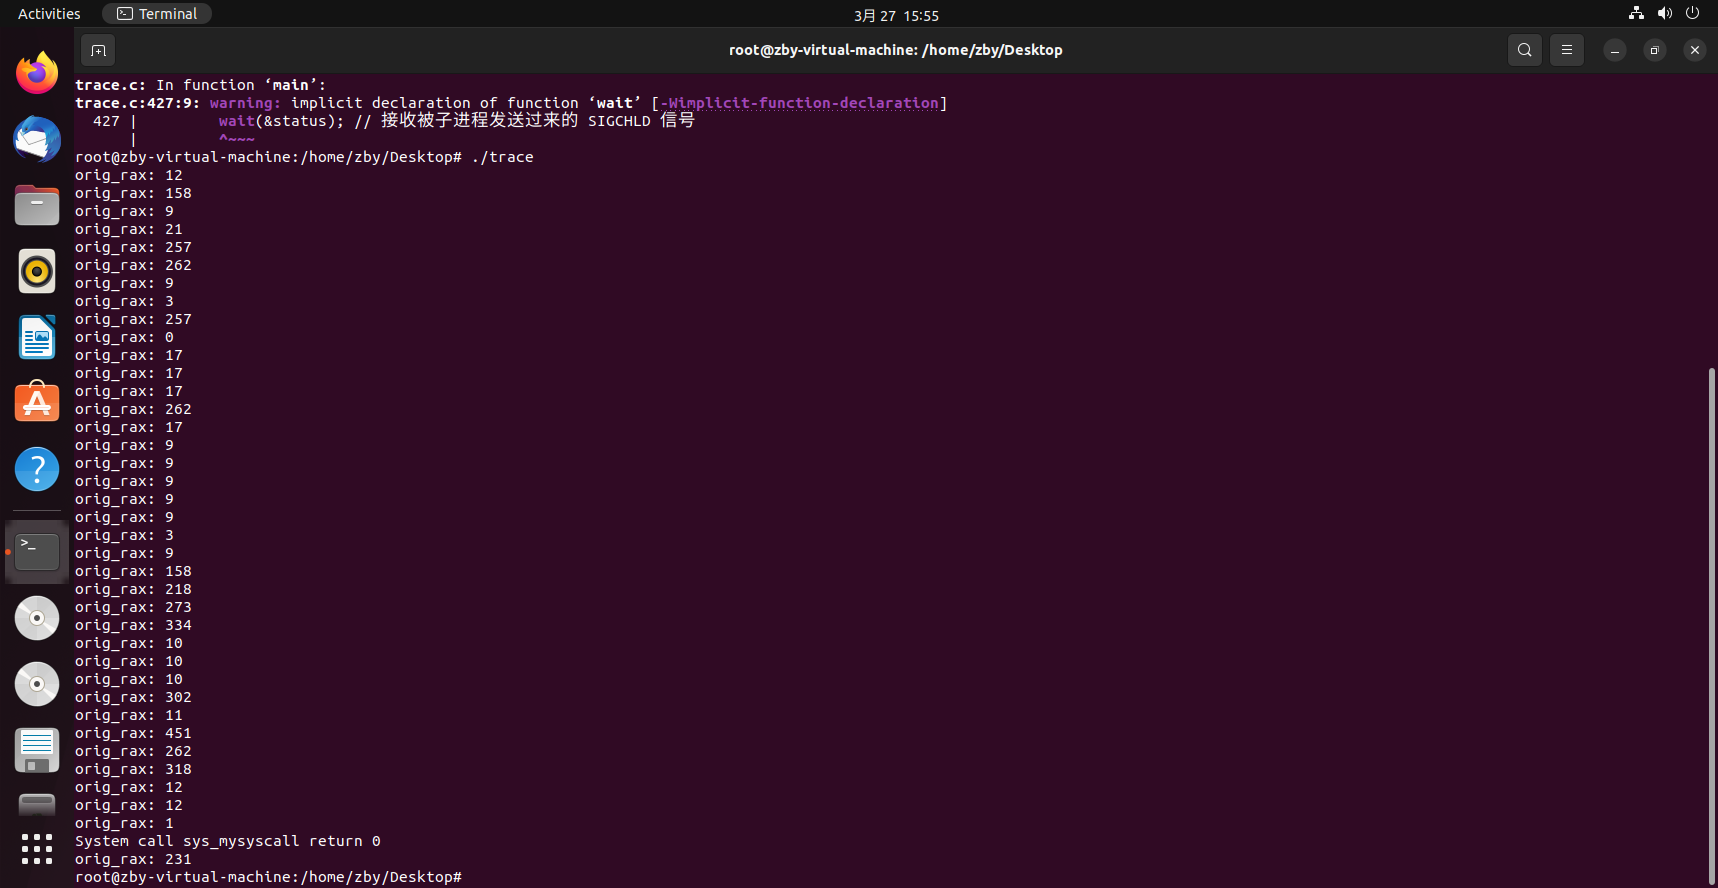 Activities
Terminal
3月 27 15:55
root@zby-virtual-machine: /home/zby/Desktop
trace.c: In function ‘main’:
trace.c:427:9: warning: implicit declaration of function ‘wait’ [-Wimplicit-function-declaration]
427 | wait(&status); // 接收被子进程发送过来的 SIGCHLD 信号
| ^~~~
root@zby-virtual-machine:/home/zby/Desktop# ./trace
orig_rax: 12
orig_rax: 158
orig_rax: 9
orig_rax: 21
orig_rax: 257
orig_rax: 262
orig_rax: 9
orig_rax: 3
orig_rax: 257
orig_rax: 0
orig_rax: 17
orig_rax: 17
orig_rax: 17
orig_rax: 262
orig_rax: 17
orig_rax: 9
orig_rax: 9
orig_rax: 9
orig_rax: 9
orig_rax: 9
orig_rax: 3
orig_rax: 9
orig_rax: 158
orig_rax: 218
orig_rax: 273
orig_rax: 334
orig_rax: 10
orig_rax: 10
orig_rax: 10
orig_rax: 302
orig_rax: 11
orig_rax: 451
orig_rax: 262
orig_rax: 318
orig_rax: 12
orig_rax: 12
orig_rax: 1
System call sys_mysyscall return 0
orig_rax: 231
root@zby-virtual-machine:/home/zby/Desktop#